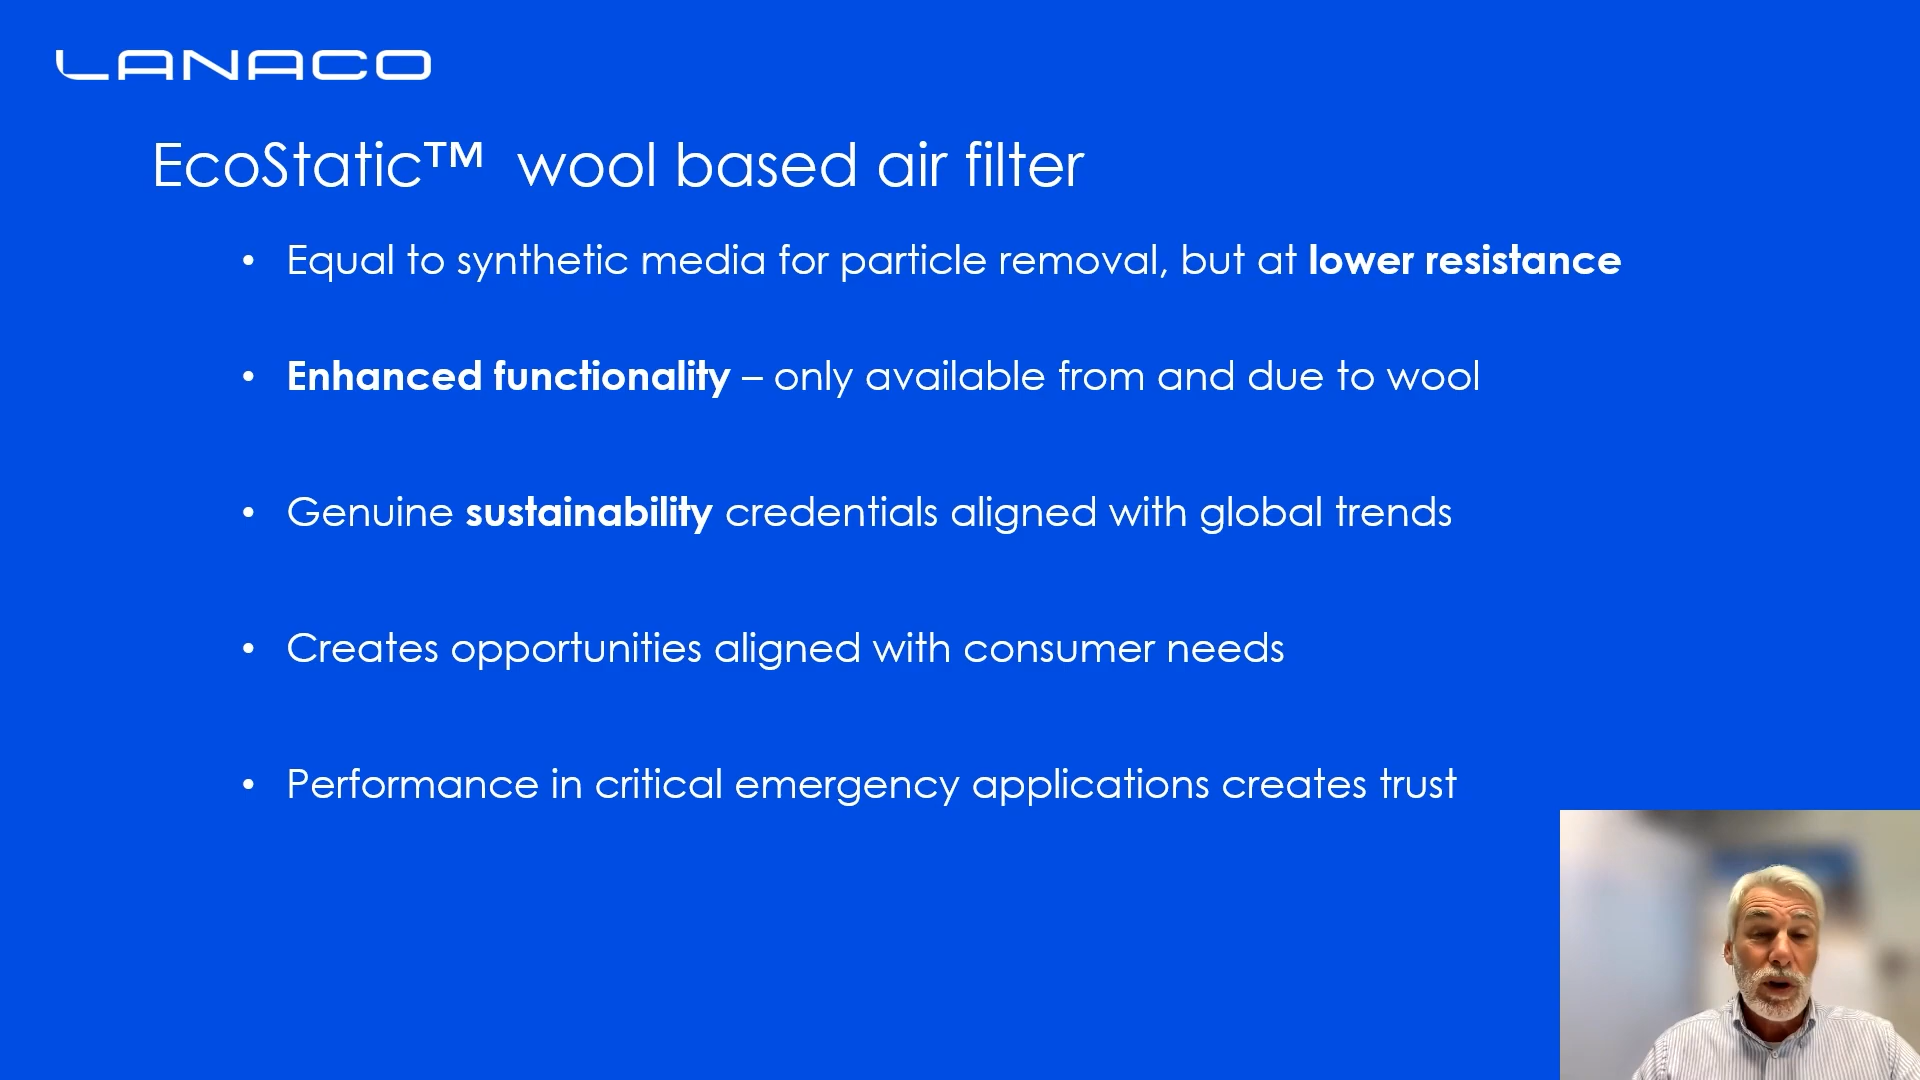 LANACO
EcoStatic™ wool based air filter
• Equal to synthetic media for particle removal, but at lower resistance
• Enhanced functionality – only available from and due to wool
• Genuine sustainability credentials aligned with global trends
• Creates opportunities aligned with consumer needs
• Performance in critical emergency applications creates trust